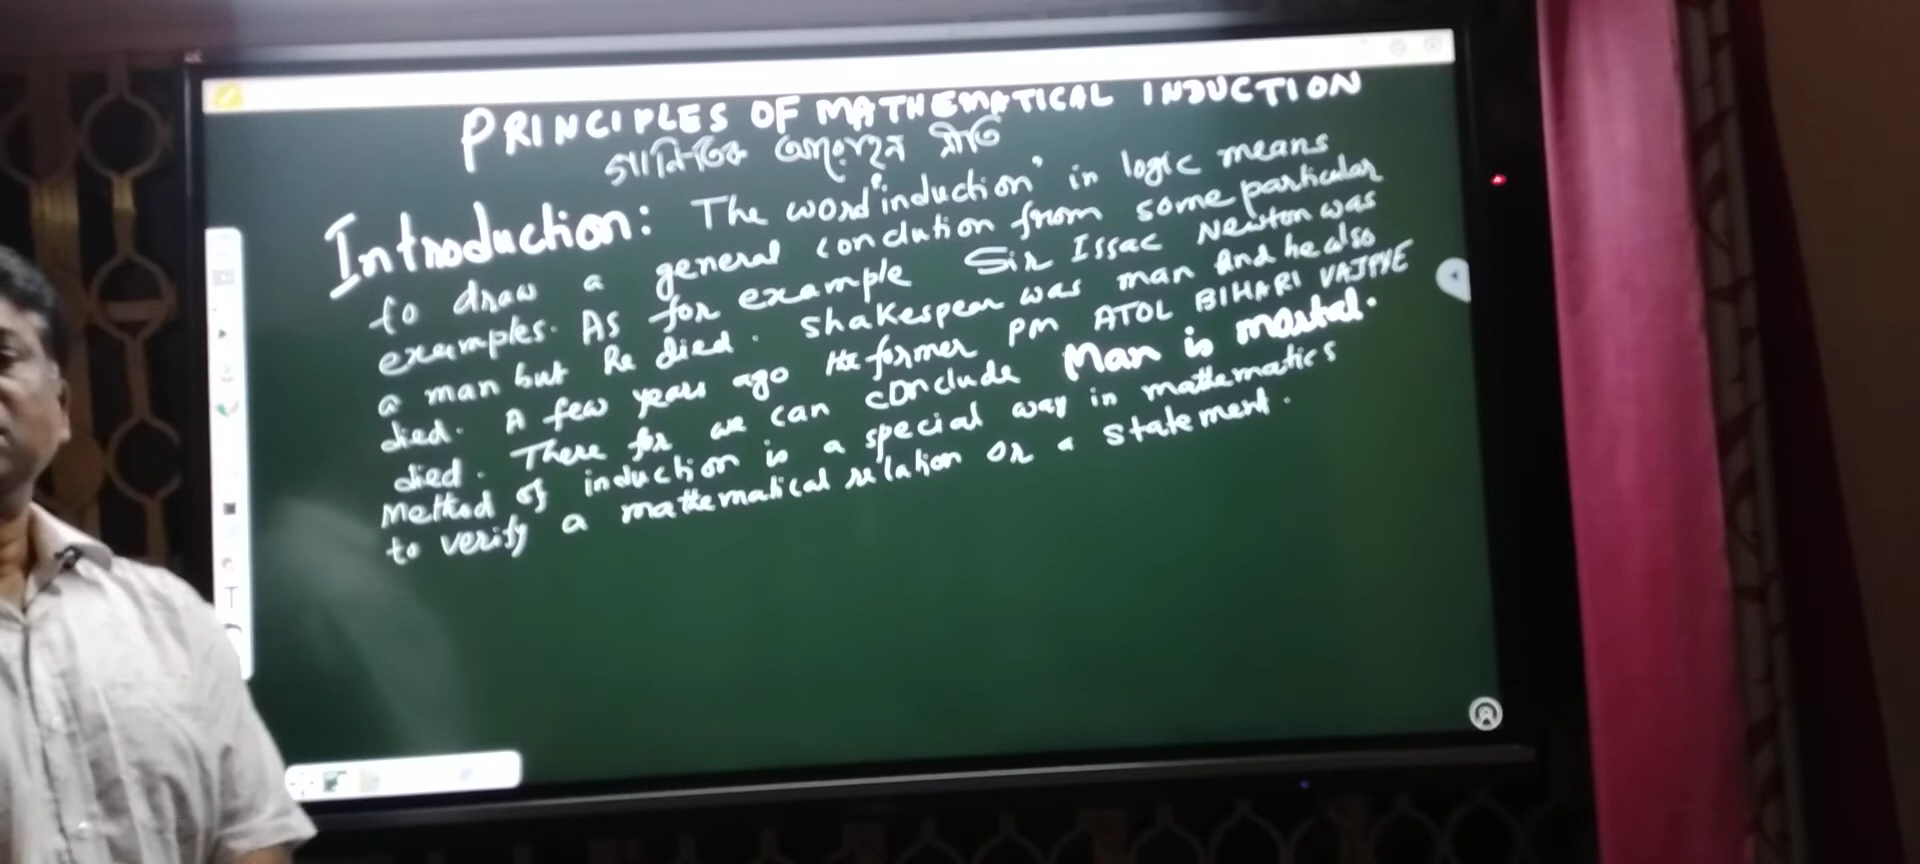 PRINCIPLES OF MATHEMATICAL INDUCTION
গাণিতিক আরোহন নীতি
Introduction: The word "induction" in logic means
to draw a general conclution from some particular
examples. As for example Sir Issac Newton was
a man but He died. Shakespear was man And he also
died. A few years ago the former PM ATOL BIHARI VAJPYE
died. There for we can conclude Man is mortal.
Method of induction is a special way in mathematics
to verify a mathematical relation or a statement.
T